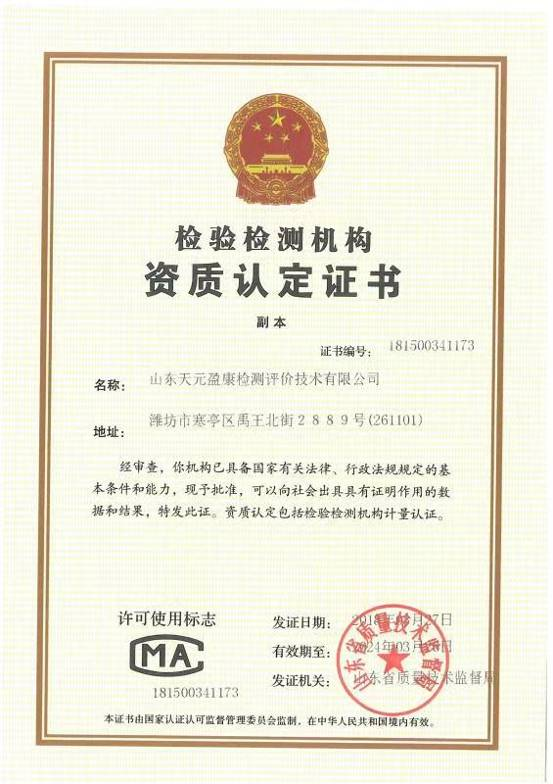 检验检测机构
资质认定证书
副本
证书编号: 181500341173
名称: 山东天元盈康检测评价技术有限公司
地址: 潍坊市寒亭区禹王北街2889号(261101)
经审查，你机构已具备国家有关法律、行政法规规定的基
本条件和能力，现予批准，可以向社会出具具有证明作用的数
据和结果，特发此证。资质认定包括检验检测机构计量认证。
许可使用标志
MA
181500341173
发证日期: 2018年 月27日
有效期至: 2024年03月 日
发证机关: 山东省质量技术监督局
山东省质量技术监督局
本证书由国家认证认可监督管理委员会监制，在中华人民共和国境内有效。